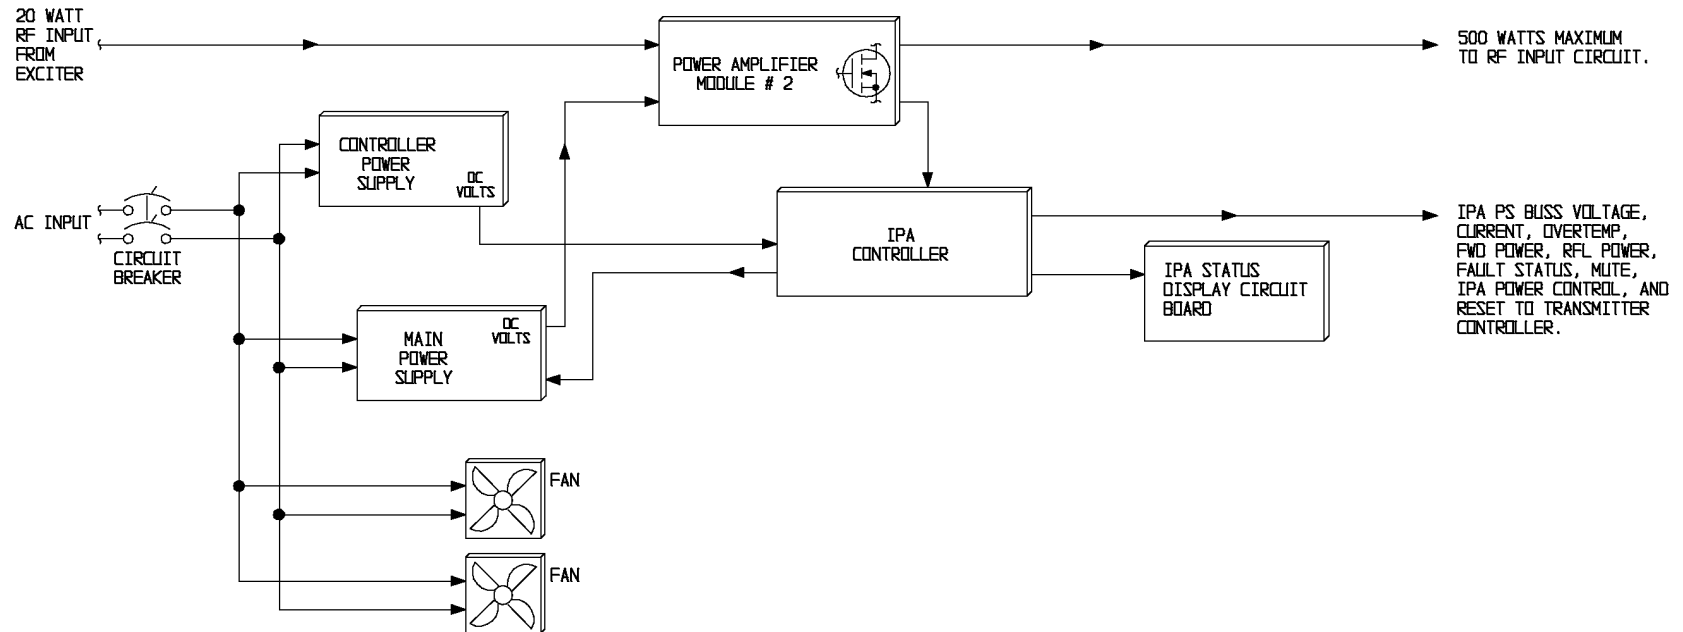 20 WATT
RF INPUT
FROM
EXCITER
POWER AMPLIFIER
MODULE # 2
500 WATTS MAXIMUM
TO RF INPUT CIRCUIT.
CONTROLLER
POWER
SUPPLY
DC
VOLTS
AC INPUT
CIRCUIT
BREAKER
IPA
CONTROLLER
IPA PS BUSS VOLTAGE,
CURRENT, OVERTEMP,
FWD POWER, RFL POWER,
FAULT STATUS, MUTE,
IPA POWER CONTROL, AND
RESET TO TRANSMITTER
CONTROLLER.
IPA STATUS
DISPLAY CIRCUIT
BOARD
MAIN
POWER
SUPPLY
DC
VOLTS
FAN
FAN